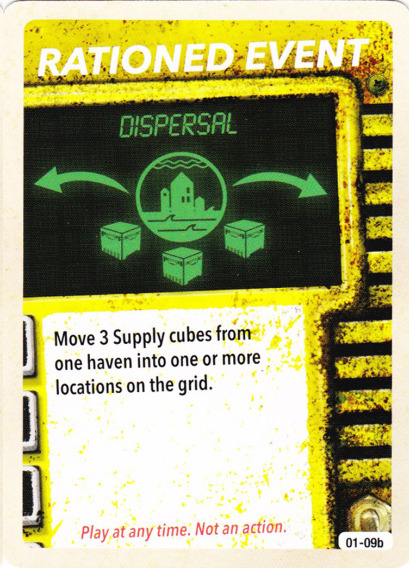 RATIONED EVENT
DISPERSAL
Move 3 Supply cubes from
one haven into one or more
locations on the grid.
Play at any time. Not an action.
01-09b